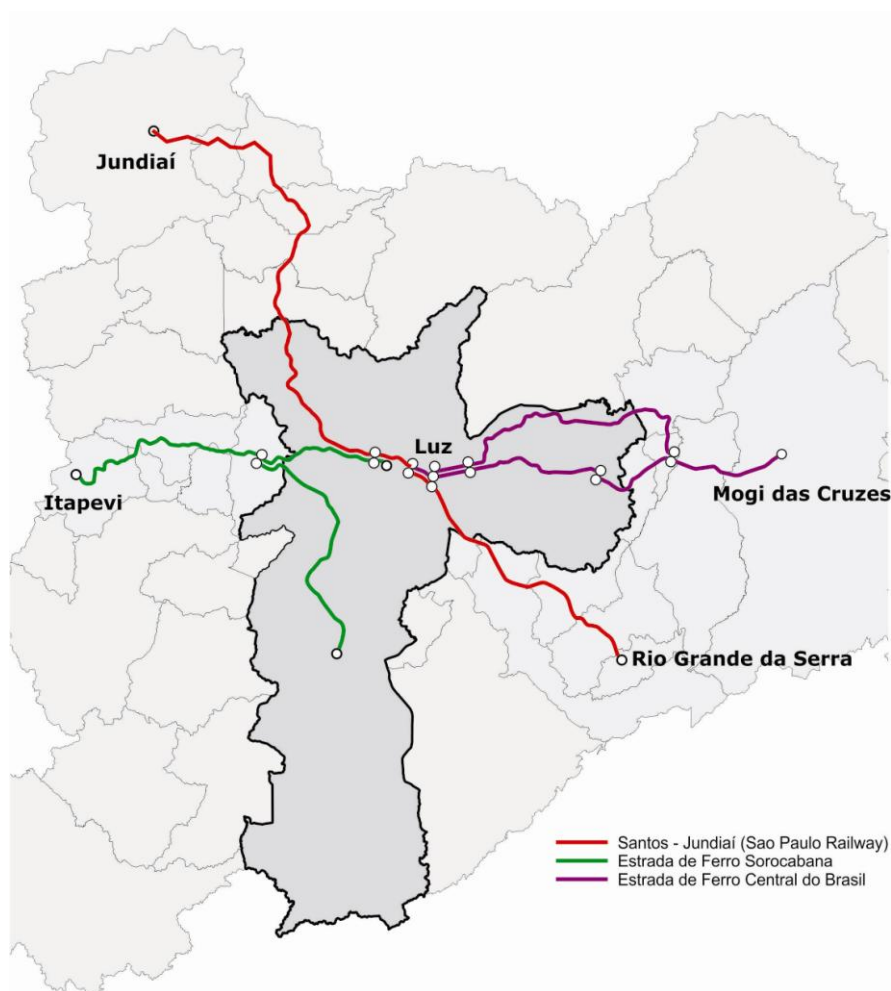 Jundiaí
Luz
Itapevi
Mogi das Cruzes
Rio Grande da Serra
Santos - Jundiaí (Sao Paulo Railway)
Estrada de Ferro Sorocabana
Estrada de Ferro Central do Brasil